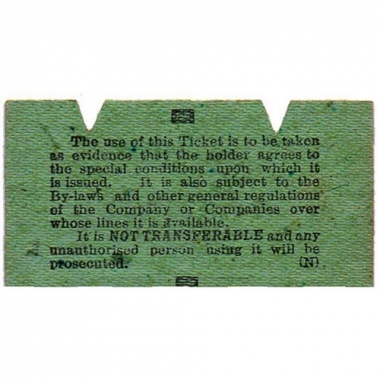 The use of this Ticket is to be taken
as evidence that the holder agrees to
the special conditions upon which it
is issued. It is also subject to the
By-laws and other general regulations
of the Company or Companies over
whose lines it is available.
It is NOT TRANSFERABLE and any
unauthorised person using it will be
prosecuted. (N)